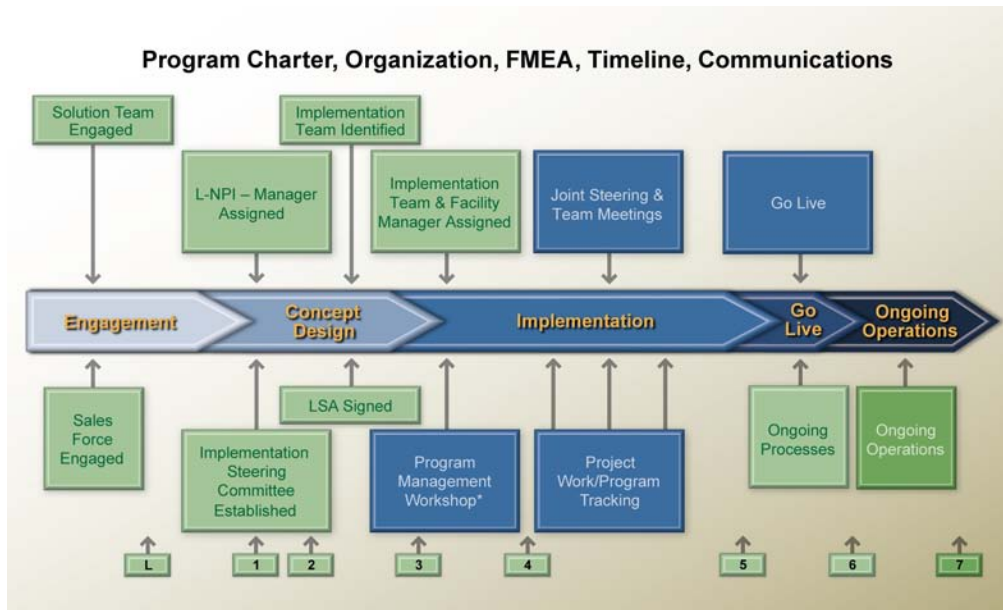 Program Charter, Organization, FMEA, Timeline, Communications
Solution Team
Engaged
Implementation
Team Identified
L-NPI – Manager
Assigned
Implementation
Team & Facility
Manager Assigned
Joint Steering &
Team Meetings
Go Live
Engagement
Concept
Design
Implementation
Go
Live
Ongoing
Operations
Sales
Force
Engaged
LSA Signed
Implementation
Steering
Committee
Established
Program
Management
Workshop*
Project
Work/Program
Tracking
Ongoing
Processes
Ongoing
Operations
L
1
2
3
4
5
6
7